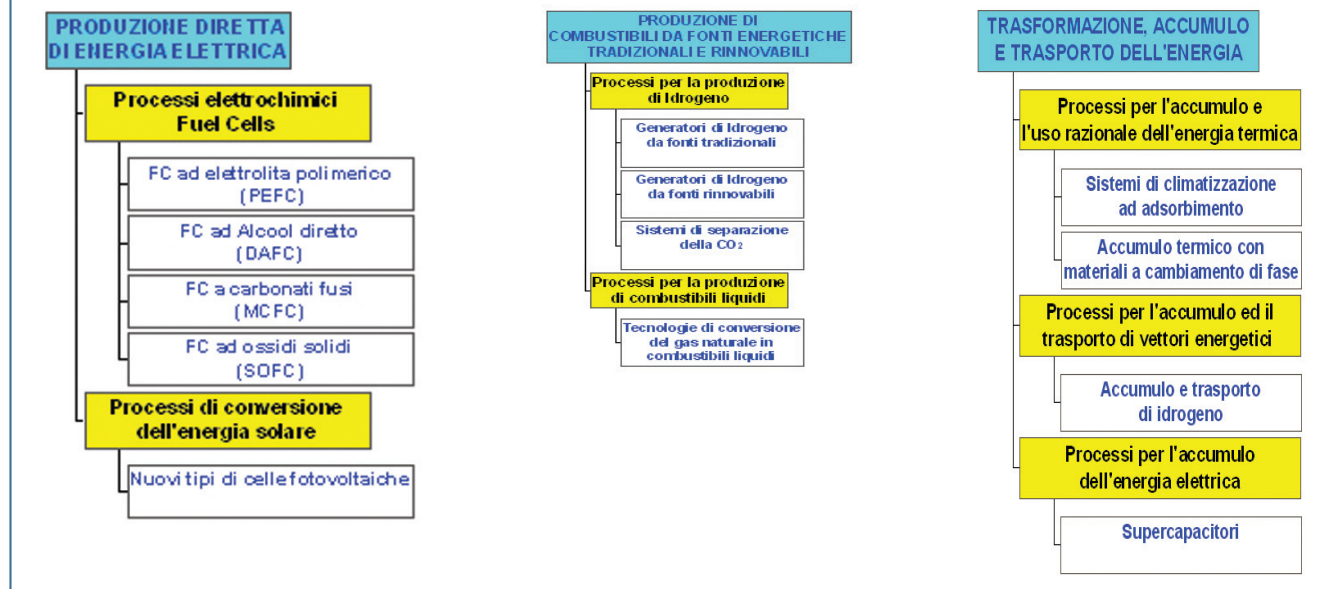 PRODUZIONE DIRETTA
DI ENERGIA ELETTRICA
Processi elettrochimici
Fuel Cells
FC ad elettrolita polimerico
(PEFC)
FC ad Alcool diretto
(DAFC)
FC a carbonati fusi
(MCFC)
FC ad ossidi solidi
(SOFC)
Processi di conversione
dell'energia solare
Nuovi tipi di celle fotovoltaiche
PRODUZIONE DI
COMBUSTIBILI DA FONTI ENERGETICHE
TRADIZIONALI E RINNOVABILI
Processi per la produzione
di Idrogeno
Generatori di Idrogeno
da fonti tradizionali
Generatori di Idrogeno
da fonti rinnovabili
Sistemi di separazione
della CO₂
Processi per la produzione
di combustibili liquidi
Tecnologie di conversione
del gas naturale in
combustibili liquidi
TRASFORMAZIONE, ACCUMULO
E TRASPORTO DELL'ENERGIA
Processi per l'accumulo e
l'uso razionale dell'energia termica
Sistemi di climatizzazione
ad adsorbimento
Accumulo termico con
materiali a cambiamento di fase
Processi per l'accumulo ed il
trasporto di vettori energetici
Accumulo e trasporto
di idrogeno
Processi per l'accumulo
dell'energia elettrica
Supercapacitori